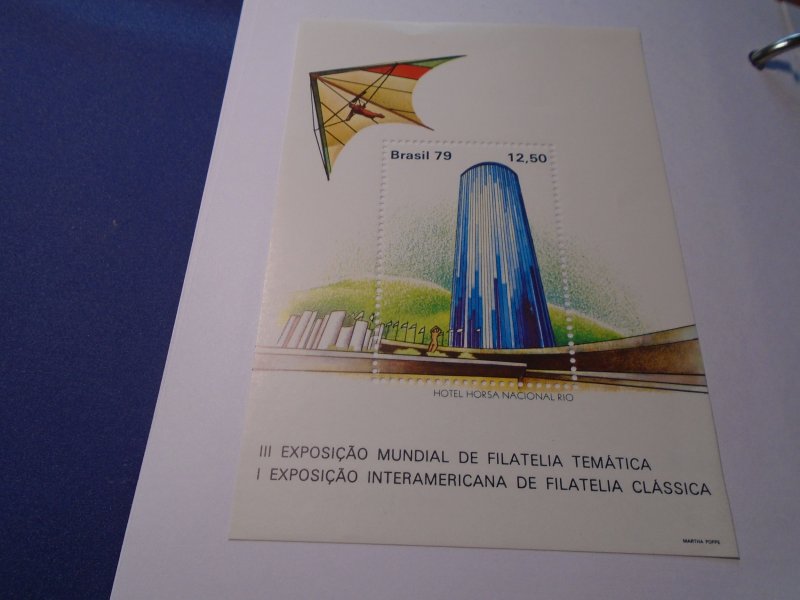 Brasil 79 12,50
HOTEL HORSA NACIONAL RIO
III EXPOSIÇÃO MUNDIAL DE FILATELIA TEMÁTICA
I EXPOSIÇÃO INTERAMERICANA DE FILATELIA CLÁSSICA
MARTHA POPPE